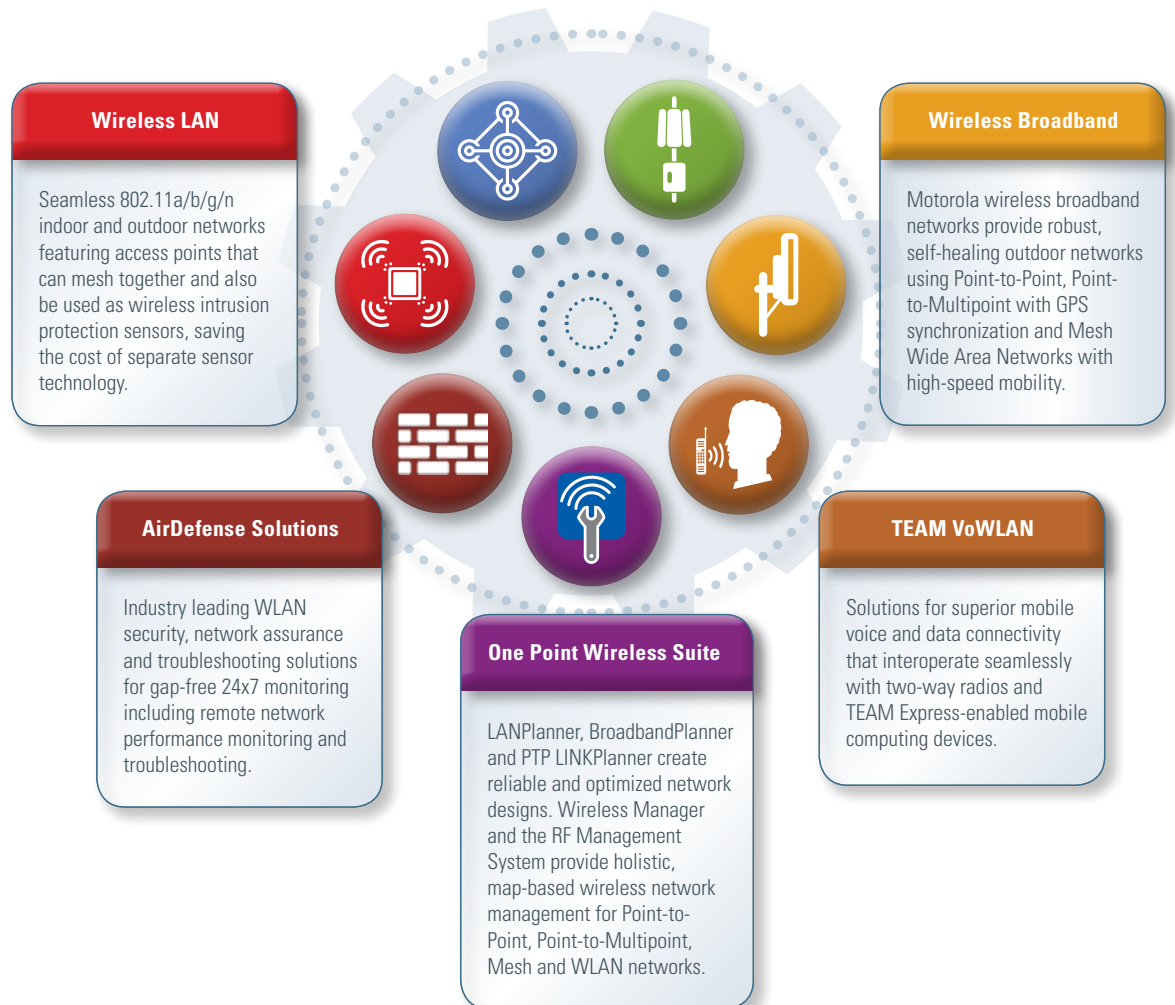 Wireless LAN
Seamless 802.11a/b/g/n
indoor and outdoor networks
featuring access points that
can mesh together and also
be used as wireless intrusion
protection sensors, saving
the cost of separate sensor
technology.
Wireless Broadband
Motorola wireless broadband
networks provide robust,
self-healing outdoor networks
using Point-to-Point, Point-
to-Multipoint with GPS
synchronization and Mesh
Wide Area Networks with
high-speed mobility.
AirDefense Solutions
Industry leading WLAN
security, network assurance
and troubleshooting solutions
for gap-free 24x7 monitoring
including remote network
performance monitoring and
troubleshooting.
One Point Wireless Suite
LANPlanner, BroadbandPlanner
and PTP LINKPlanner create
reliable and optimized network
designs. Wireless Manager
and the RF Management
System provide holistic,
map-based wireless network
management for Point-to-
Point, Point-to-Multipoint,
Mesh and WLAN networks.
TEAM VoWLAN
Solutions for superior mobile
voice and data connectivity
that interoperate seamlessly
with two-way radios and
TEAM Express-enabled mobile
computing devices.